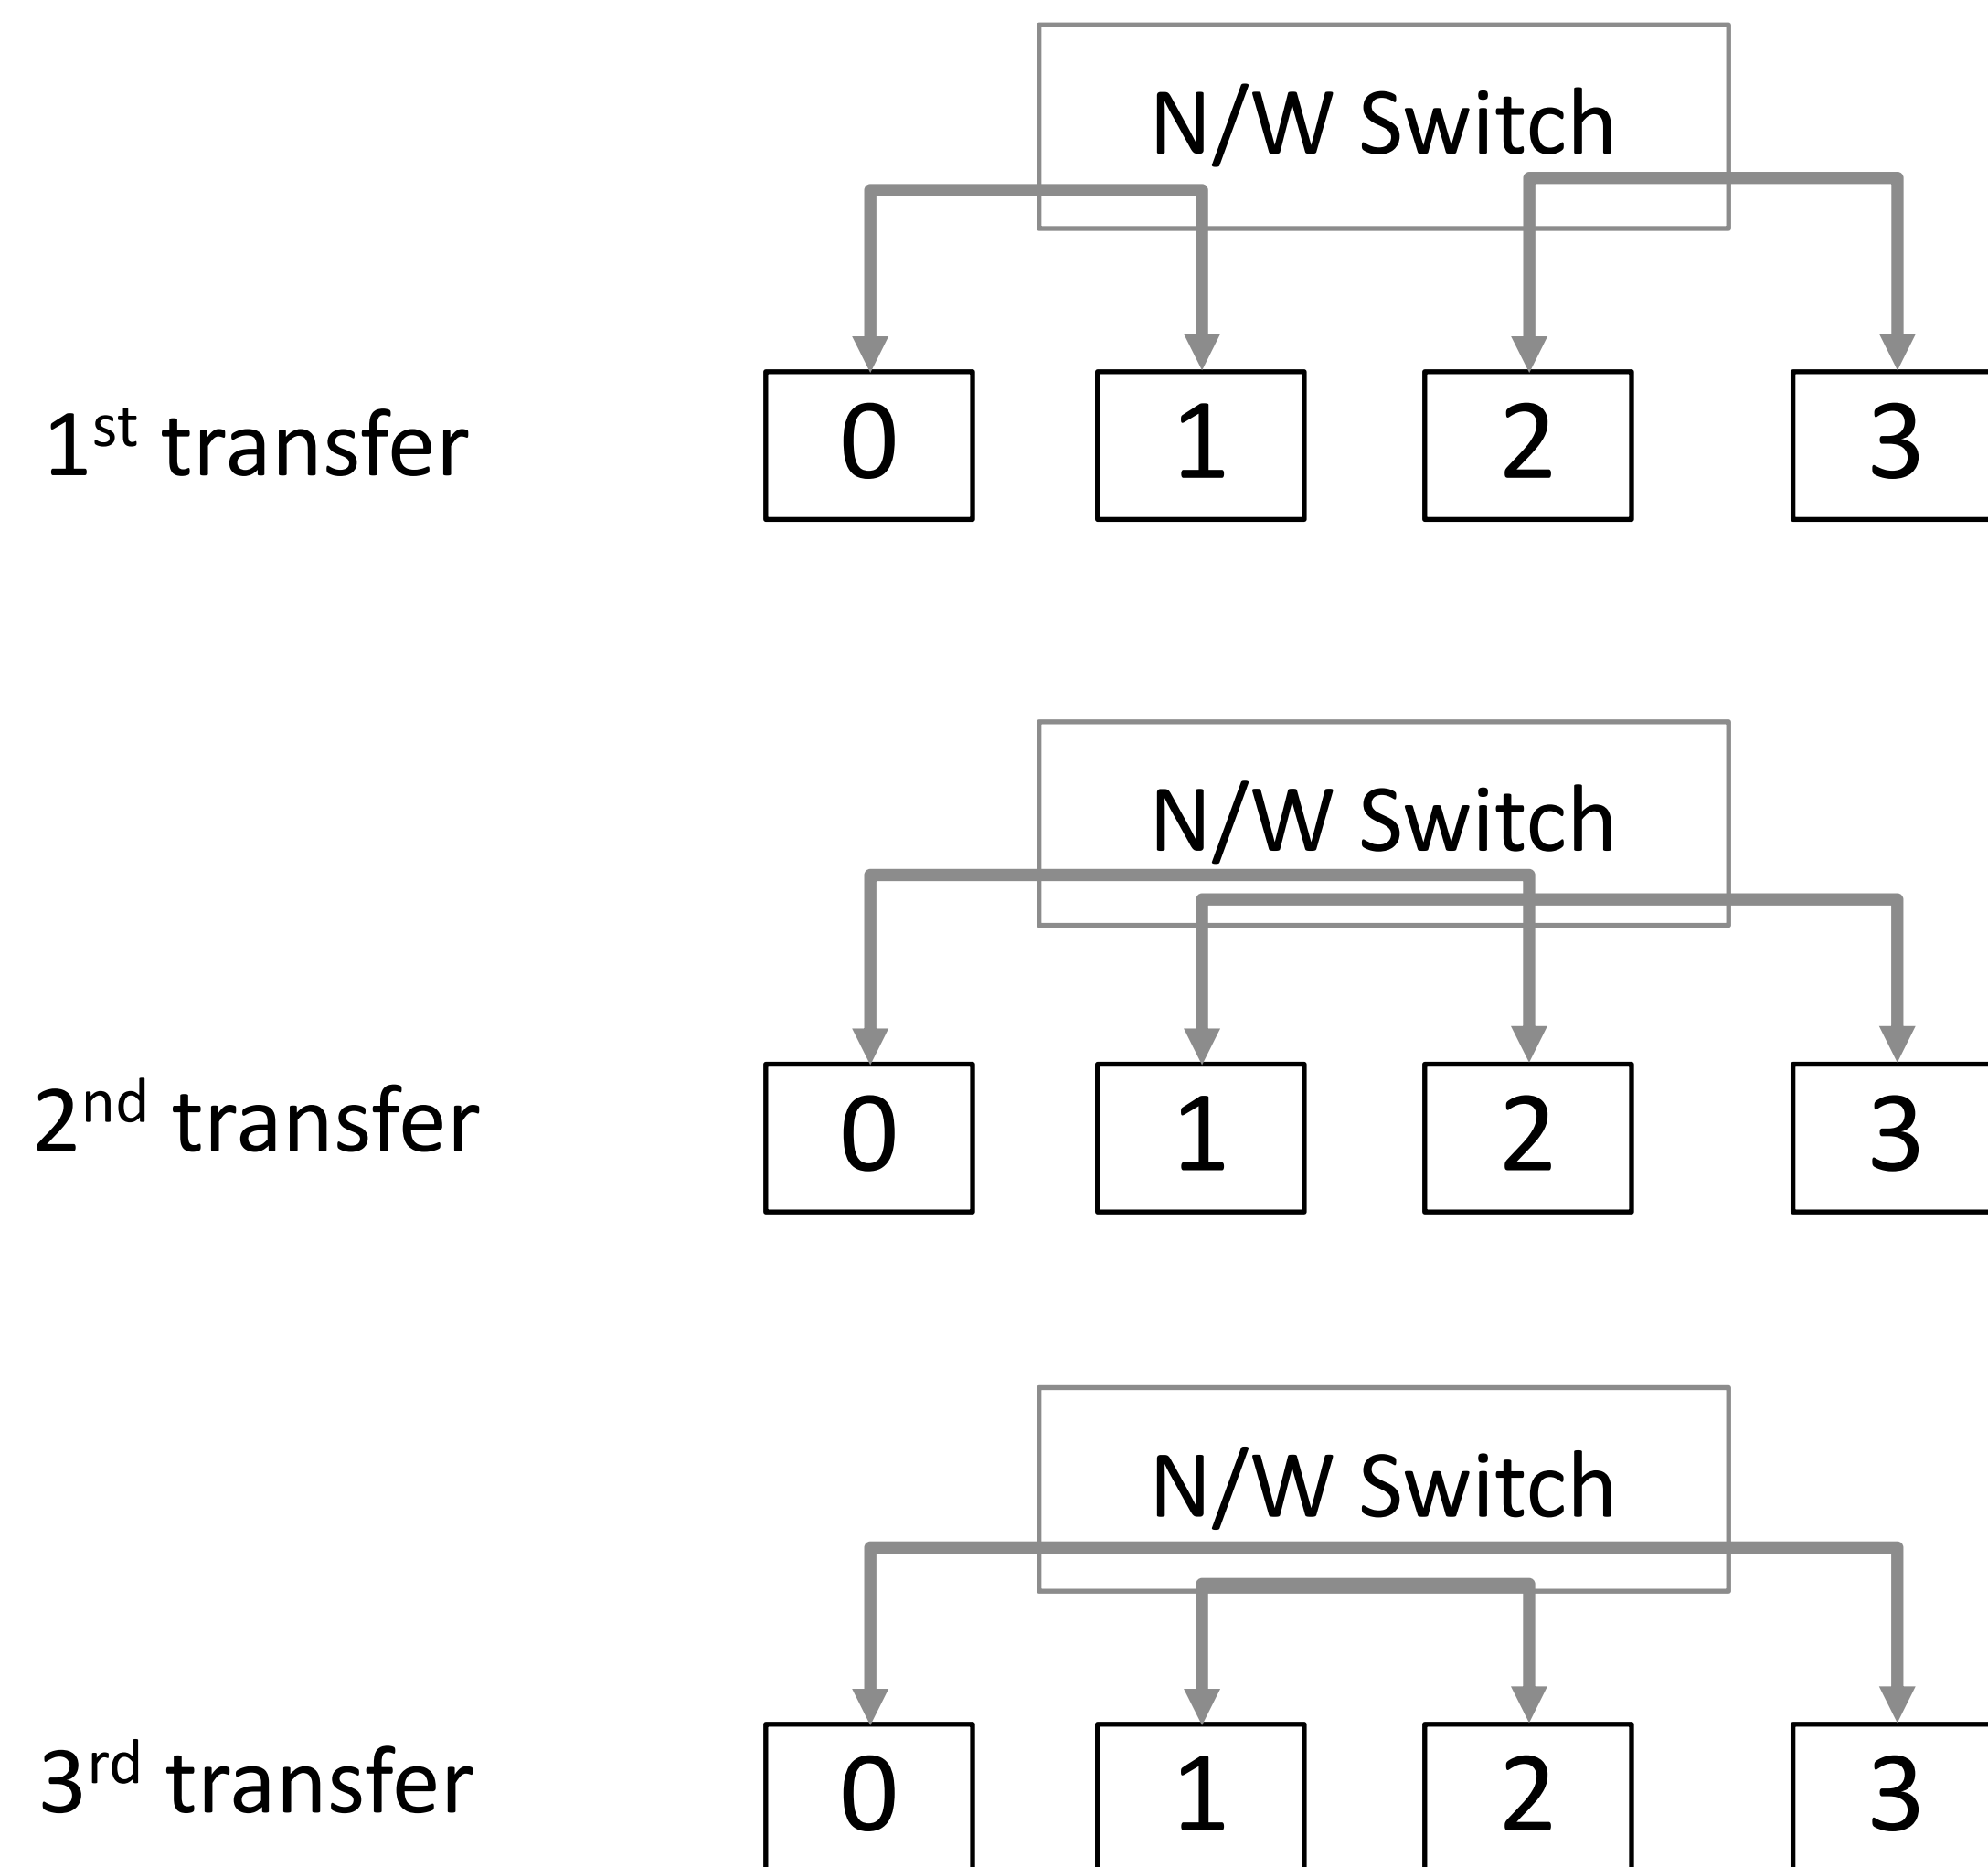 N/W Switch
1st transfer 0 1 2 3
N/W Switch
2nd transfer 0 1 2 3
N/W Switch
3rd transfer 0 1 2 3